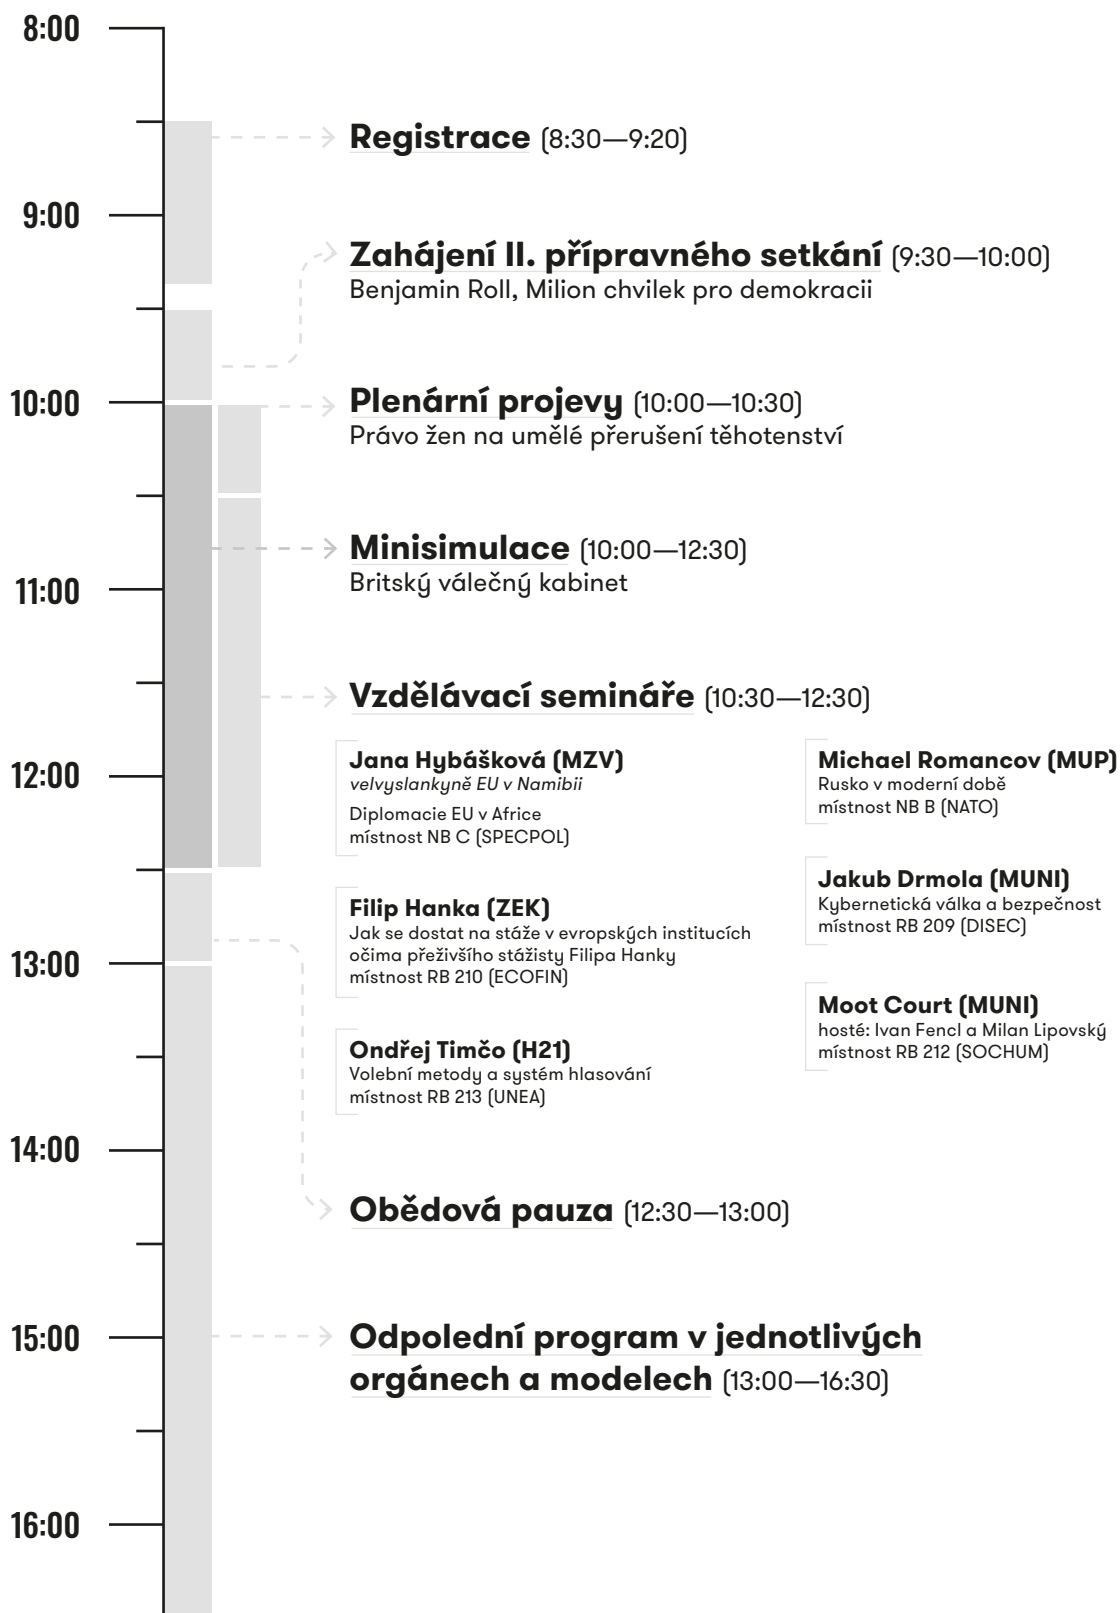 8:00
Registrace (8:30—9:20)
9:00
Zahájení II. přípravného setkání (9:30—10:00)
Benjamin Roll, Milion chvilek pro demokracii
10:00
Plenární projevy (10:00—10:30)
Právo žen na umělé přerušení těhotenství
Minisimulace (10:00—12:30)
Britský válečný kabinet
11:00
Vzdělávací semináře (10:30—12:30)
12:00
Jana Hybášková (MZV)
velvyslankyně EU v Namibii
Diplomacie EU v Africe
místnost NB C (SPECPOL)
Michael Romancov (MUP)
Rusko v moderní době
místnost NB B (NATO)
Filip Hanka (ZEK)
Jak se dostat na stáže v evropských institucích
očima přeživšího stážisty Filipa Hanky
místnost RB 210 (ECOFIN)
Jakub Drmola (MUNI)
Kybernetická válka a bezpečnost
místnost RB 209 (DISEC)
13:00
Ondřej Timčo (H21)
Volební metody a systém hlasování
místnost RB 213 (UNEA)
Moot Court (MUNI)
hosté: Ivan Fencl a Milan Lipovský
místnost RB 212 (SOCHUM)
14:00
Obědová pauza (12:30—13:00)
15:00
Odpolední program v jednotlivých
orgánech a modelech (13:00—16:30)
16:00